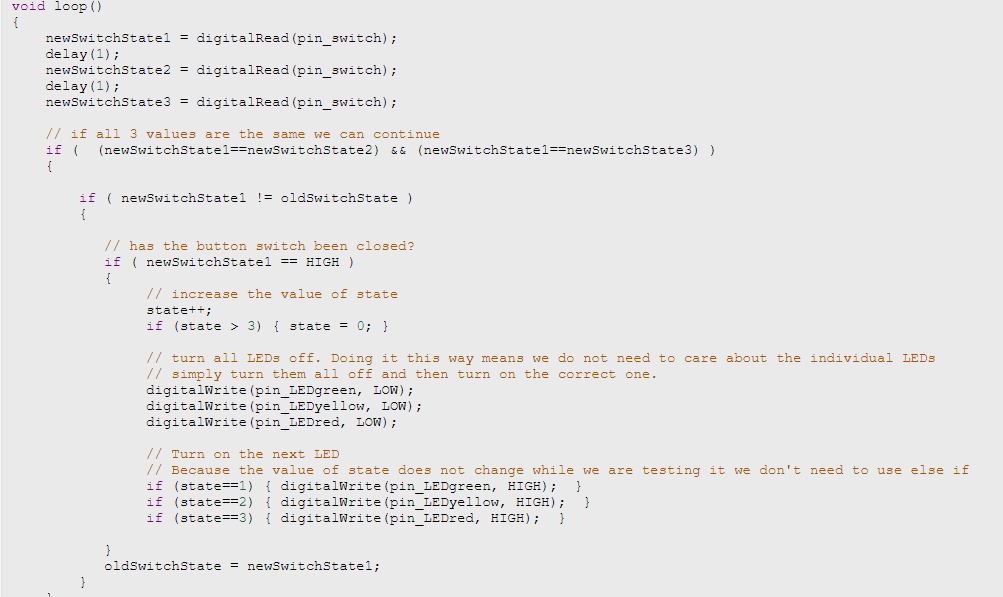 void loop()
{
    newSwitchState1 = digitalRead(pin_switch);
    delay(1);
    newSwitchState2 = digitalRead(pin_switch);
    delay(1);
    newSwitchState3 = digitalRead(pin_switch);

    // if all 3 values are the same we can continue
    if (  (newSwitchState1==newSwitchState2) && (newSwitchState1==newSwitchState3) )
    {

        if ( newSwitchState1 != oldSwitchState )
        {

           // has the button switch been closed?
           if ( newSwitchState1 == HIGH )
           {
                // increase the value of state
                state++;
                if (state > 3) { state = 0; }

                // turn all LEDs off. Doing it this way means we do not need to care about the individual LEDs
                // simply turn them all off and then turn on the correct one.
                digitalWrite(pin_LEDgreen, LOW);
                digitalWrite(pin_LEDyellow, LOW);
                digitalWrite(pin_LEDred, LOW);

                // Turn on the next LED
                // Because the value of state does not change while we are testing it we don't need to use else if
                if (state==1) { digitalWrite(pin_LEDgreen, HIGH);  }
                if (state==2) { digitalWrite(pin_LEDyellow, HIGH);  }
                if (state==3) { digitalWrite(pin_LEDred, HIGH);  }

           }
           oldSwitchState = newSwitchState1;
        }